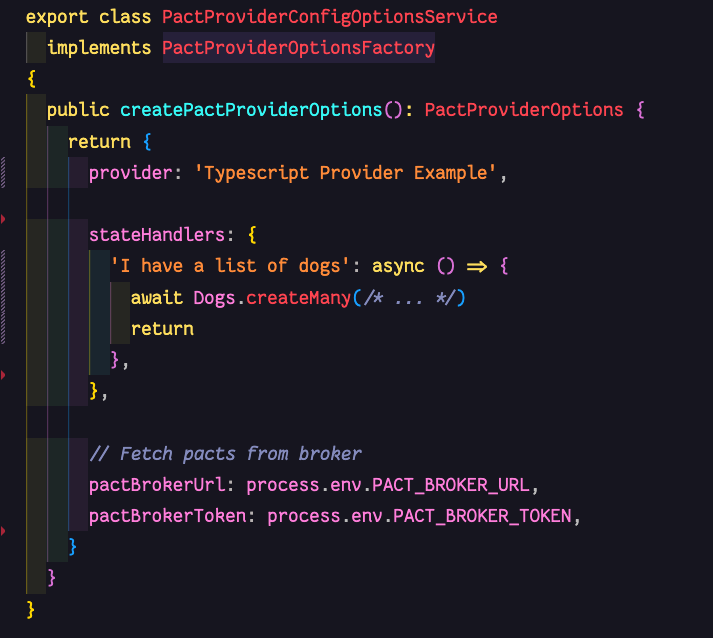 export class PactProviderConfigOptionsService
implements PactProviderOptionsFactory
{
public createPactProviderOptions(): PactProviderOptions {
return {
provider: 'Typescript Provider Example',
stateHandlers: {
'I have a list of dogs': async () => {
await Dogs.createMany(/* ... */)
return
},
},
// Fetch pacts from broker
pactBrokerUrl: process.env.PACT_BROKER_URL,
pactBrokerToken: process.env.PACT_BROKER_TOKEN,
}
}
}